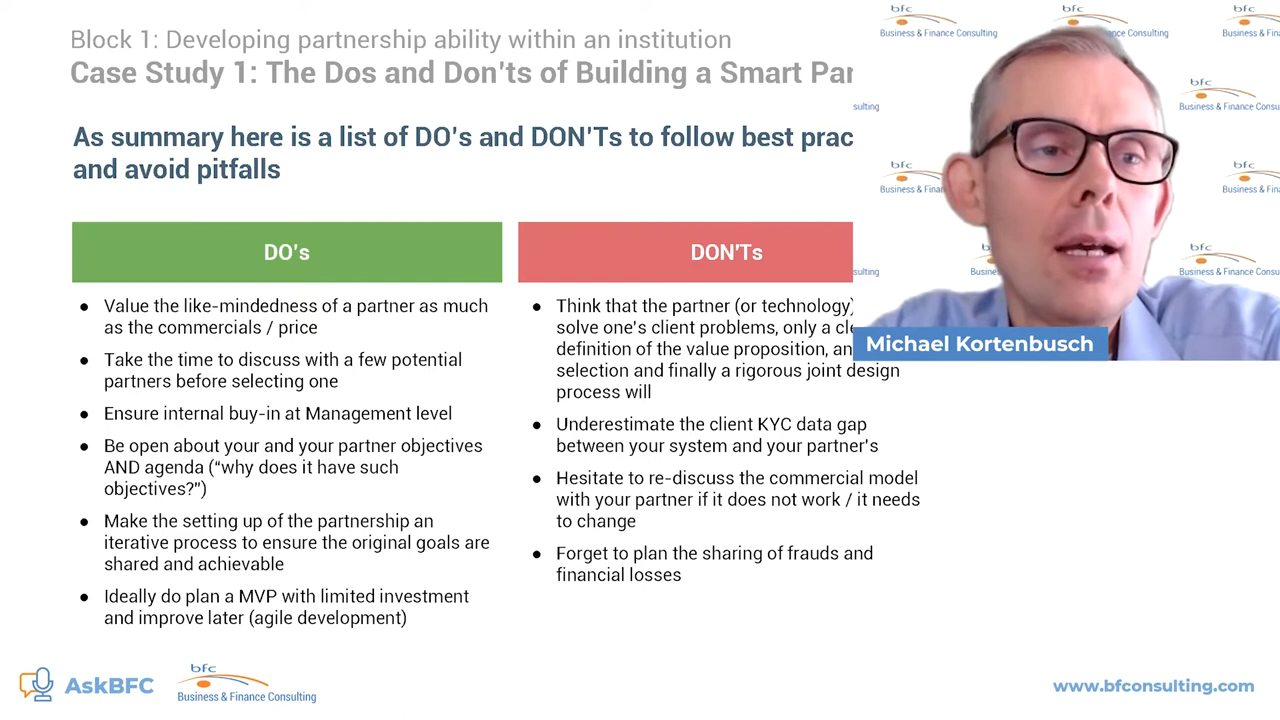 Block 1: Developing partnership ability within an institution
Case Study 1: The Dos and Don'ts of Building a Smart
As summary here is a list of DO's and DON'Ts to follow best
and avoid pitfalls
DO's
● Value the like-mindedness of a partner as much
as the commercials / price
● Take the time to discuss with a few potential
partners before selecting one
● Ensure internal buy-in at Management level
● Be open about your and your partner objectives
AND agenda (“why does it have such
objectives?”)
● Make the setting up of the partnership an
iterative process to ensure the original goals are
shared and achievable
● Ideally do plan a MVP with limited investment
and improve later (agile development)
DON'Ts
● Think that the partner (or technology)
solve one's client problems, only a
definition of the value proposition,
selection and finally a rigorous joint design
process will
● Underestimate the client KYC data gap
between your system and your partner's
● Hesitate to re-discuss the commercial model
with your partner if it does not work / it needs
to change
● Forget to plan the sharing of frauds and
financial losses
bfc
Business & Finance Consulting
bfc
Business & Finance Consulting
Michael Kortenbusch
AskBFC
bfc
Business & Finance Consulting
www.bfconsulting.com